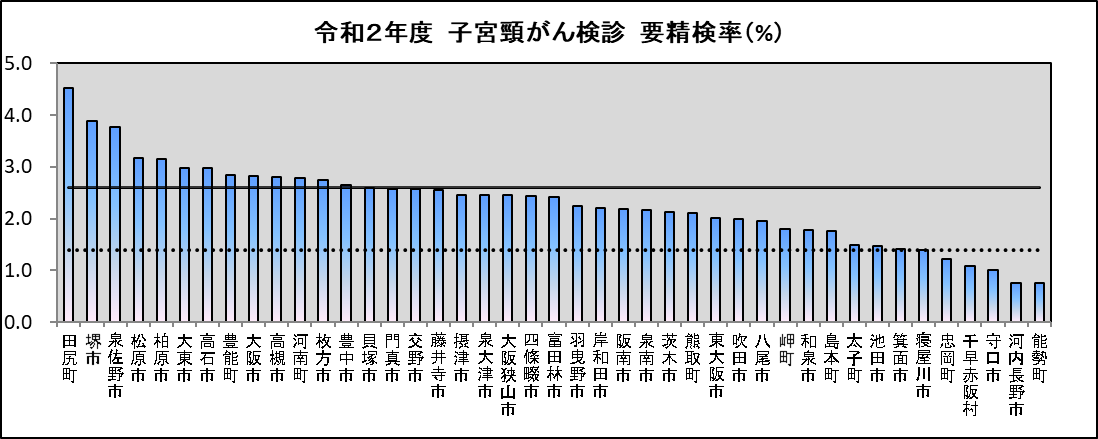 令和2年度 子宮頸がん検診 要精検率(%)
5.0
4.0
3.0
2.0
1.0
0.0
田尻町
堺市
泉佐野市
松原市
柏原市
大東市
高石市
豊能町
大阪市
高槻市
河南町
枚方市
豊中市
貝塚市
門真市
交野市
藤井寺市
摂津市
泉大津市
大阪狭山市
四條畷市
富田林市
羽曳野市
岸和田市
阪南市
泉南市
茨木市
熊取町
東大阪市
吹田市
八尾市
岬町
和泉市
島本町
太子町
池田市
箕面市
寝屋川市
忠岡町
千早赤阪村
守口市
河内長野市
能勢町